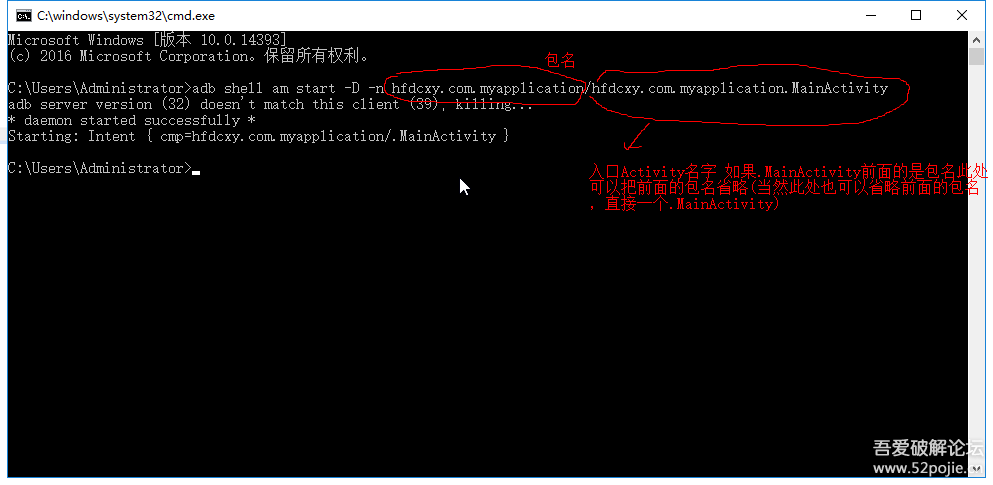 C:\windows\system32\cmd.exe
Microsoft Windows [版本 10.0.14393]
(c) 2016 Microsoft Corporation。保留所有权利。
包名
C:\Users\Administrator>adb shell am start -D -n hfdcxy.com.myapplication/hfdcxy.com.myapplication.MainActivity
adb server version (32) doesn't match this client (39), killing...
* daemon started successfully *
Starting: Intent { cmp=hfdcxy.com.myapplication/.MainActivity }
C:\Users\Administrator>
入口Activity名字 如果.MainActivity前面的是包名此处
可以把前面的包名省略(当然此处也可以省略前面的包名
，直接一个.MainActivity)
吾爱破解论坛
www.52pojie.cn